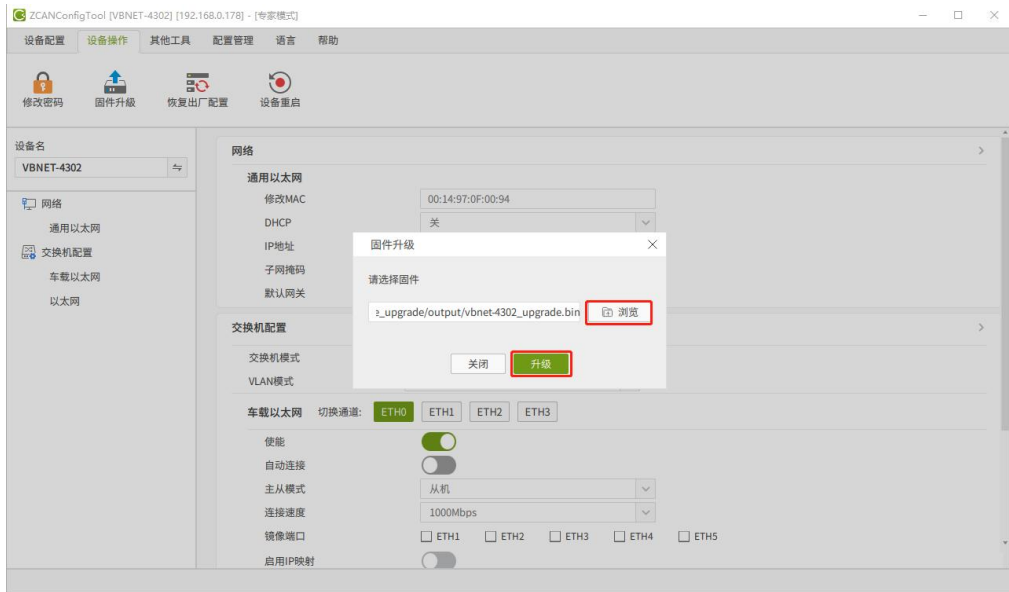 ZCANConfigTool [VBNET-4302] [192.168.0.178] - [专家模式]
设备配置 设备操作 其他工具 配置管理 语言 帮助
修改密码 固件升级 恢复出厂配置 设备重启
设备名
VBNET-4302
网络
通用以太网
交换机配置
车载以太网
以太网
网络
通用以太网
修改MAC 00:14:97:0F:00:94
DHCP 关
IP地址
子网掩码
默认网关
固件升级
请选择固件
e_upgrade/output/vbnet-4302_upgrade.bin 浏览
关闭 升级
交换机配置
交换机模式
VLAN模式
车载以太网 切换通道: ETH0 ETH1 ETH2 ETH3
使能
自动连接
主从模式 从机
连接速度 1000Mbps
镜像端口 ETH1 ETH2 ETH3 ETH4 ETH5
启用IP映射